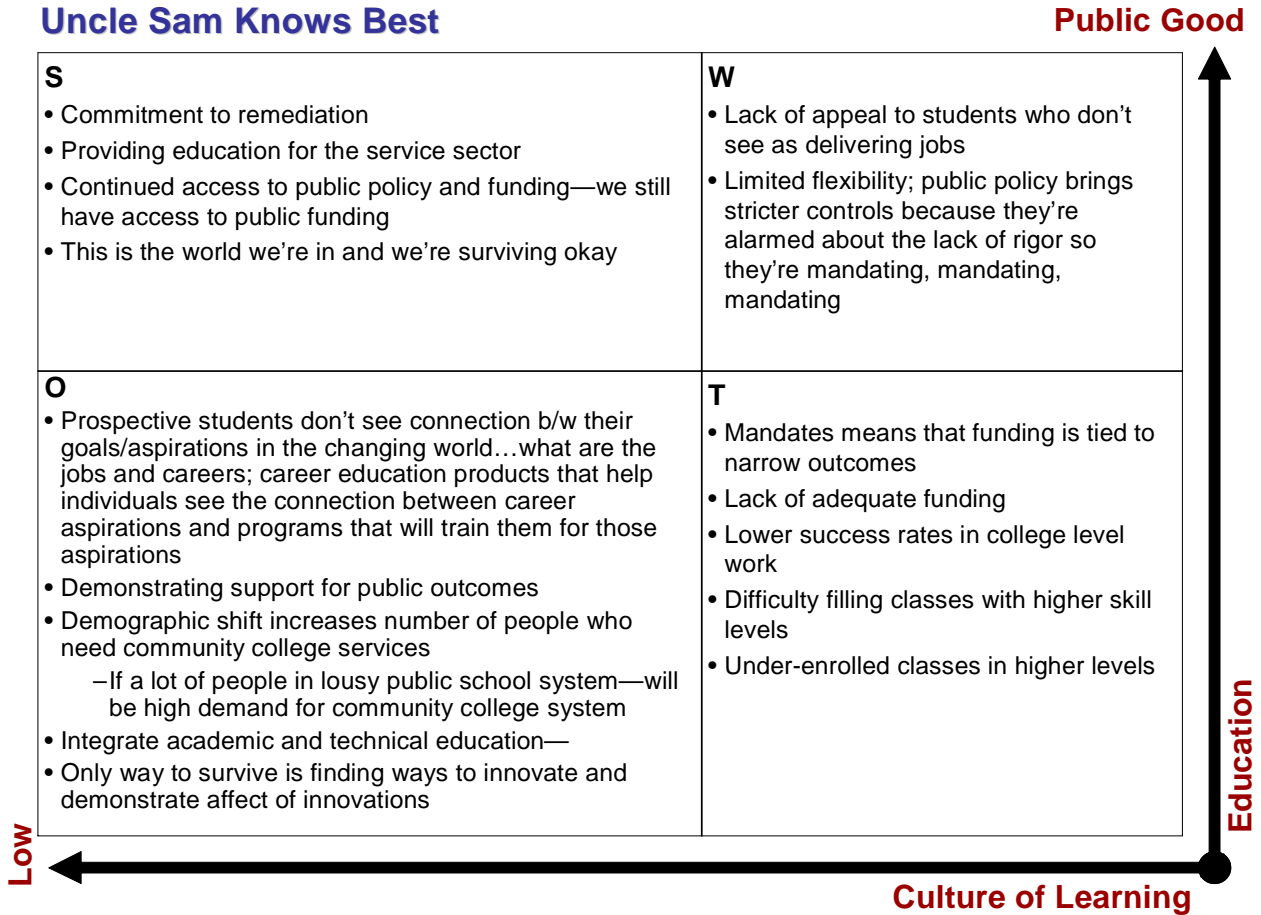 Uncle Sam Knows Best
Public Good
S
• Commitment to remediation
• Providing education for the service sector
• Continued access to public policy and funding—we still
have access to public funding
• This is the world we're in and we're surviving okay
W
• Lack of appeal to students who don't
see as delivering jobs
• Limited flexibility; public policy brings
stricter controls because they're
alarmed about the lack of rigor so
they're mandating, mandating,
mandating
O
• Prospective students don't see connection b/w their
goals/aspirations in the changing world…what are the
jobs and careers; career education products that help
individuals see the connection between career
aspirations and programs that will train them for those
aspirations
• Demonstrating support for public outcomes
• Demographic shift increases number of people who
need community college services
–If a lot of people in lousy public school system—will
be high demand for community college system
• Integrate academic and technical education—
• Only way to survive is finding ways to innovate and
demonstrate affect of innovations
T
• Mandates means that funding is tied to
narrow outcomes
• Lack of adequate funding
• Lower success rates in college level
work
• Difficulty filling classes with higher skill
levels
• Under-enrolled classes in higher levels
Education
Low
Culture of Learning